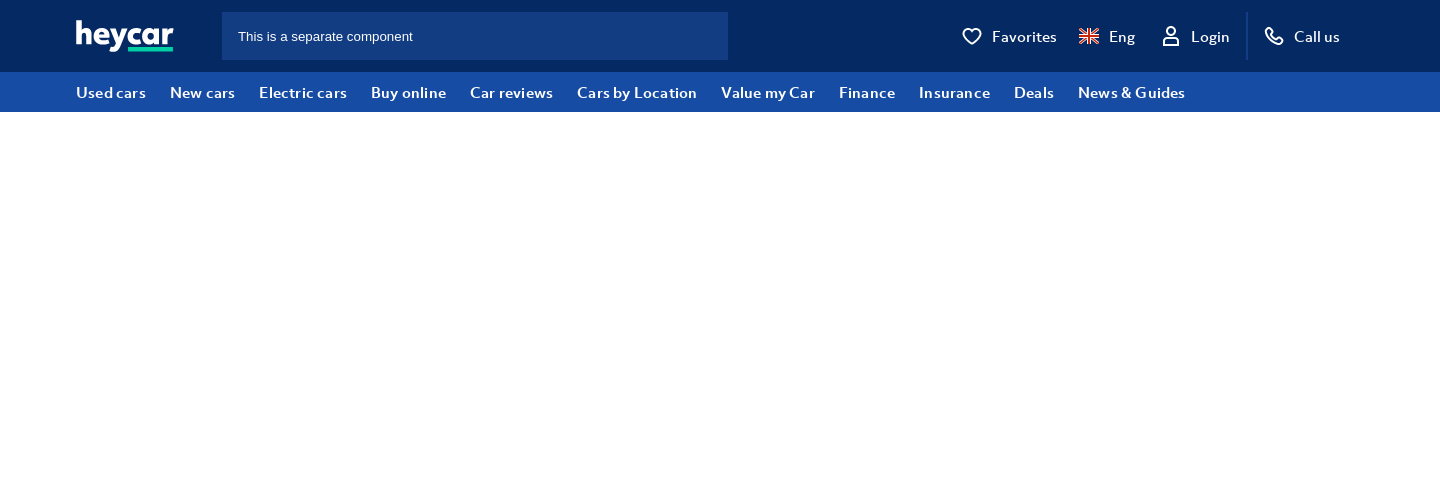 heycar
This is a separate component
Favorites
Eng
Login
Call us
Used cars
New cars
Electric cars
Buy online
Car reviews
Cars by Location
Value my Car
Finance
Insurance
Deals
News & Guides